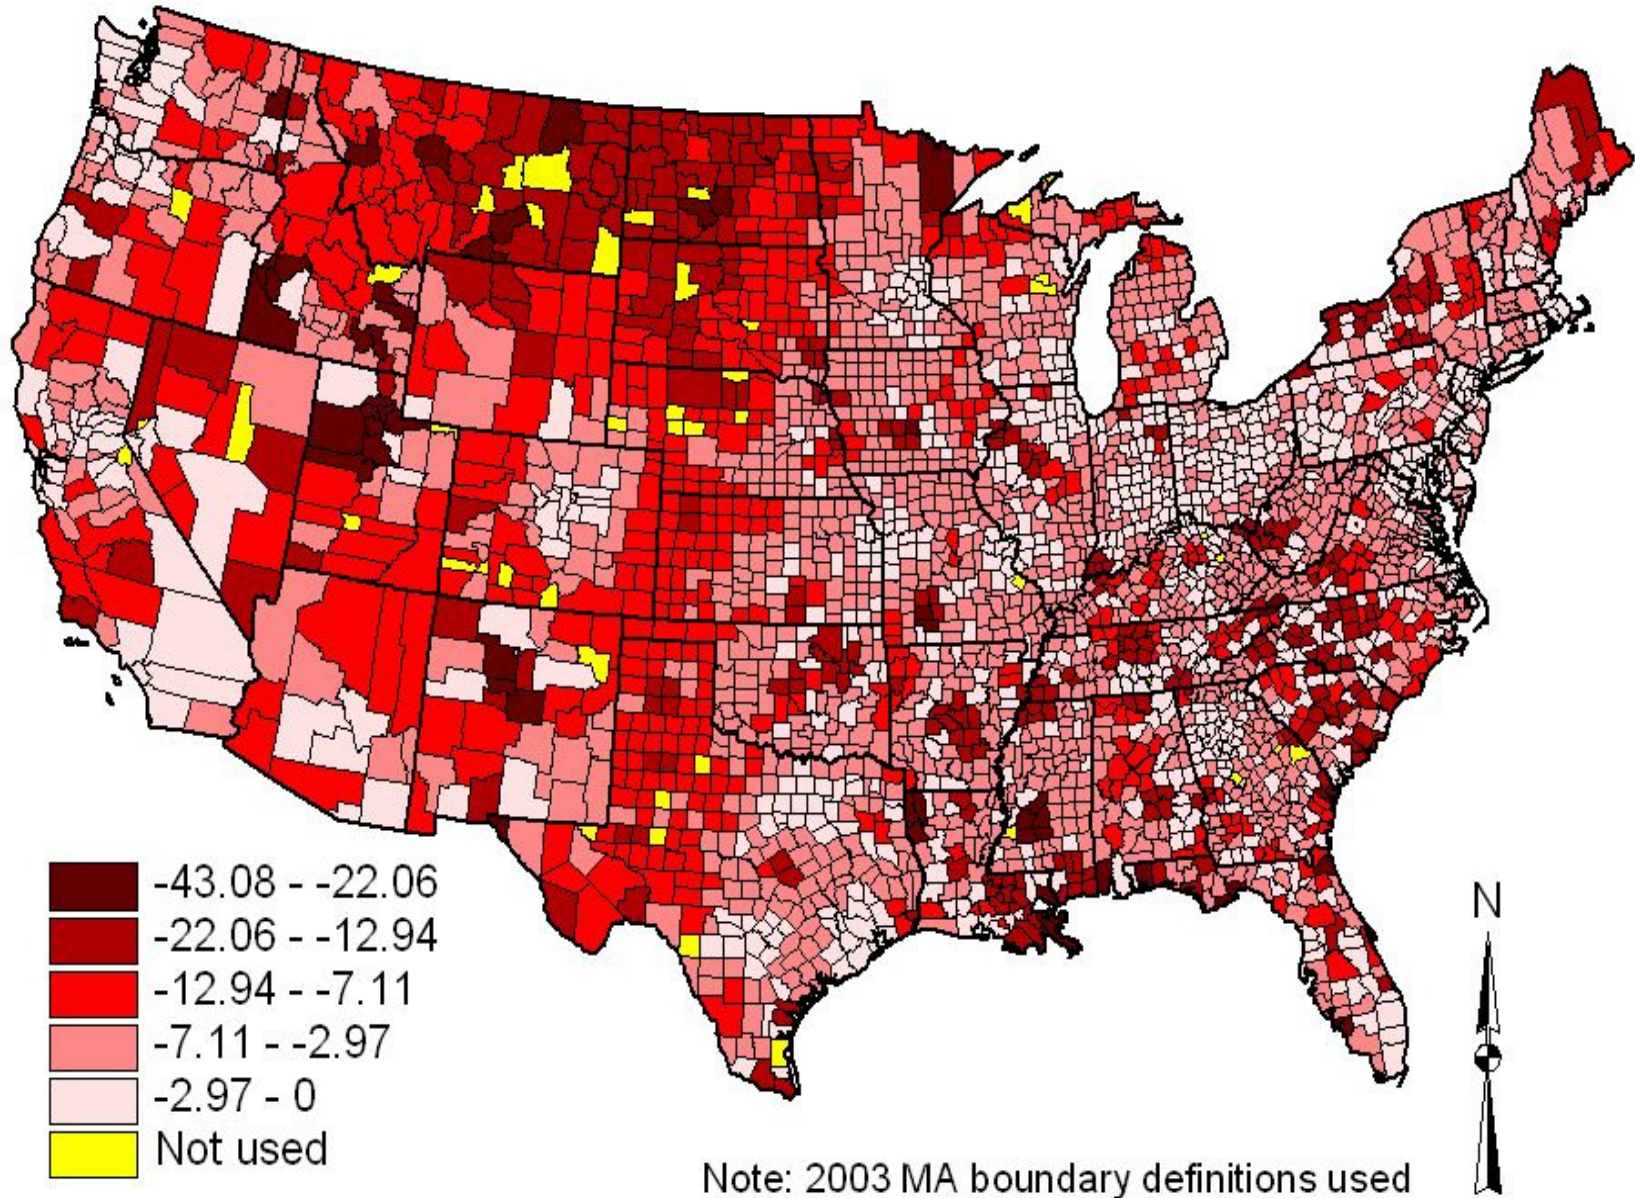 -43.08 - -22.06
-22.06 - -12.94
-12.94 - -7.11
-7.11 - -2.97
-2.97 - 0
Not used
N
Note: 2003 MA boundary definitions used